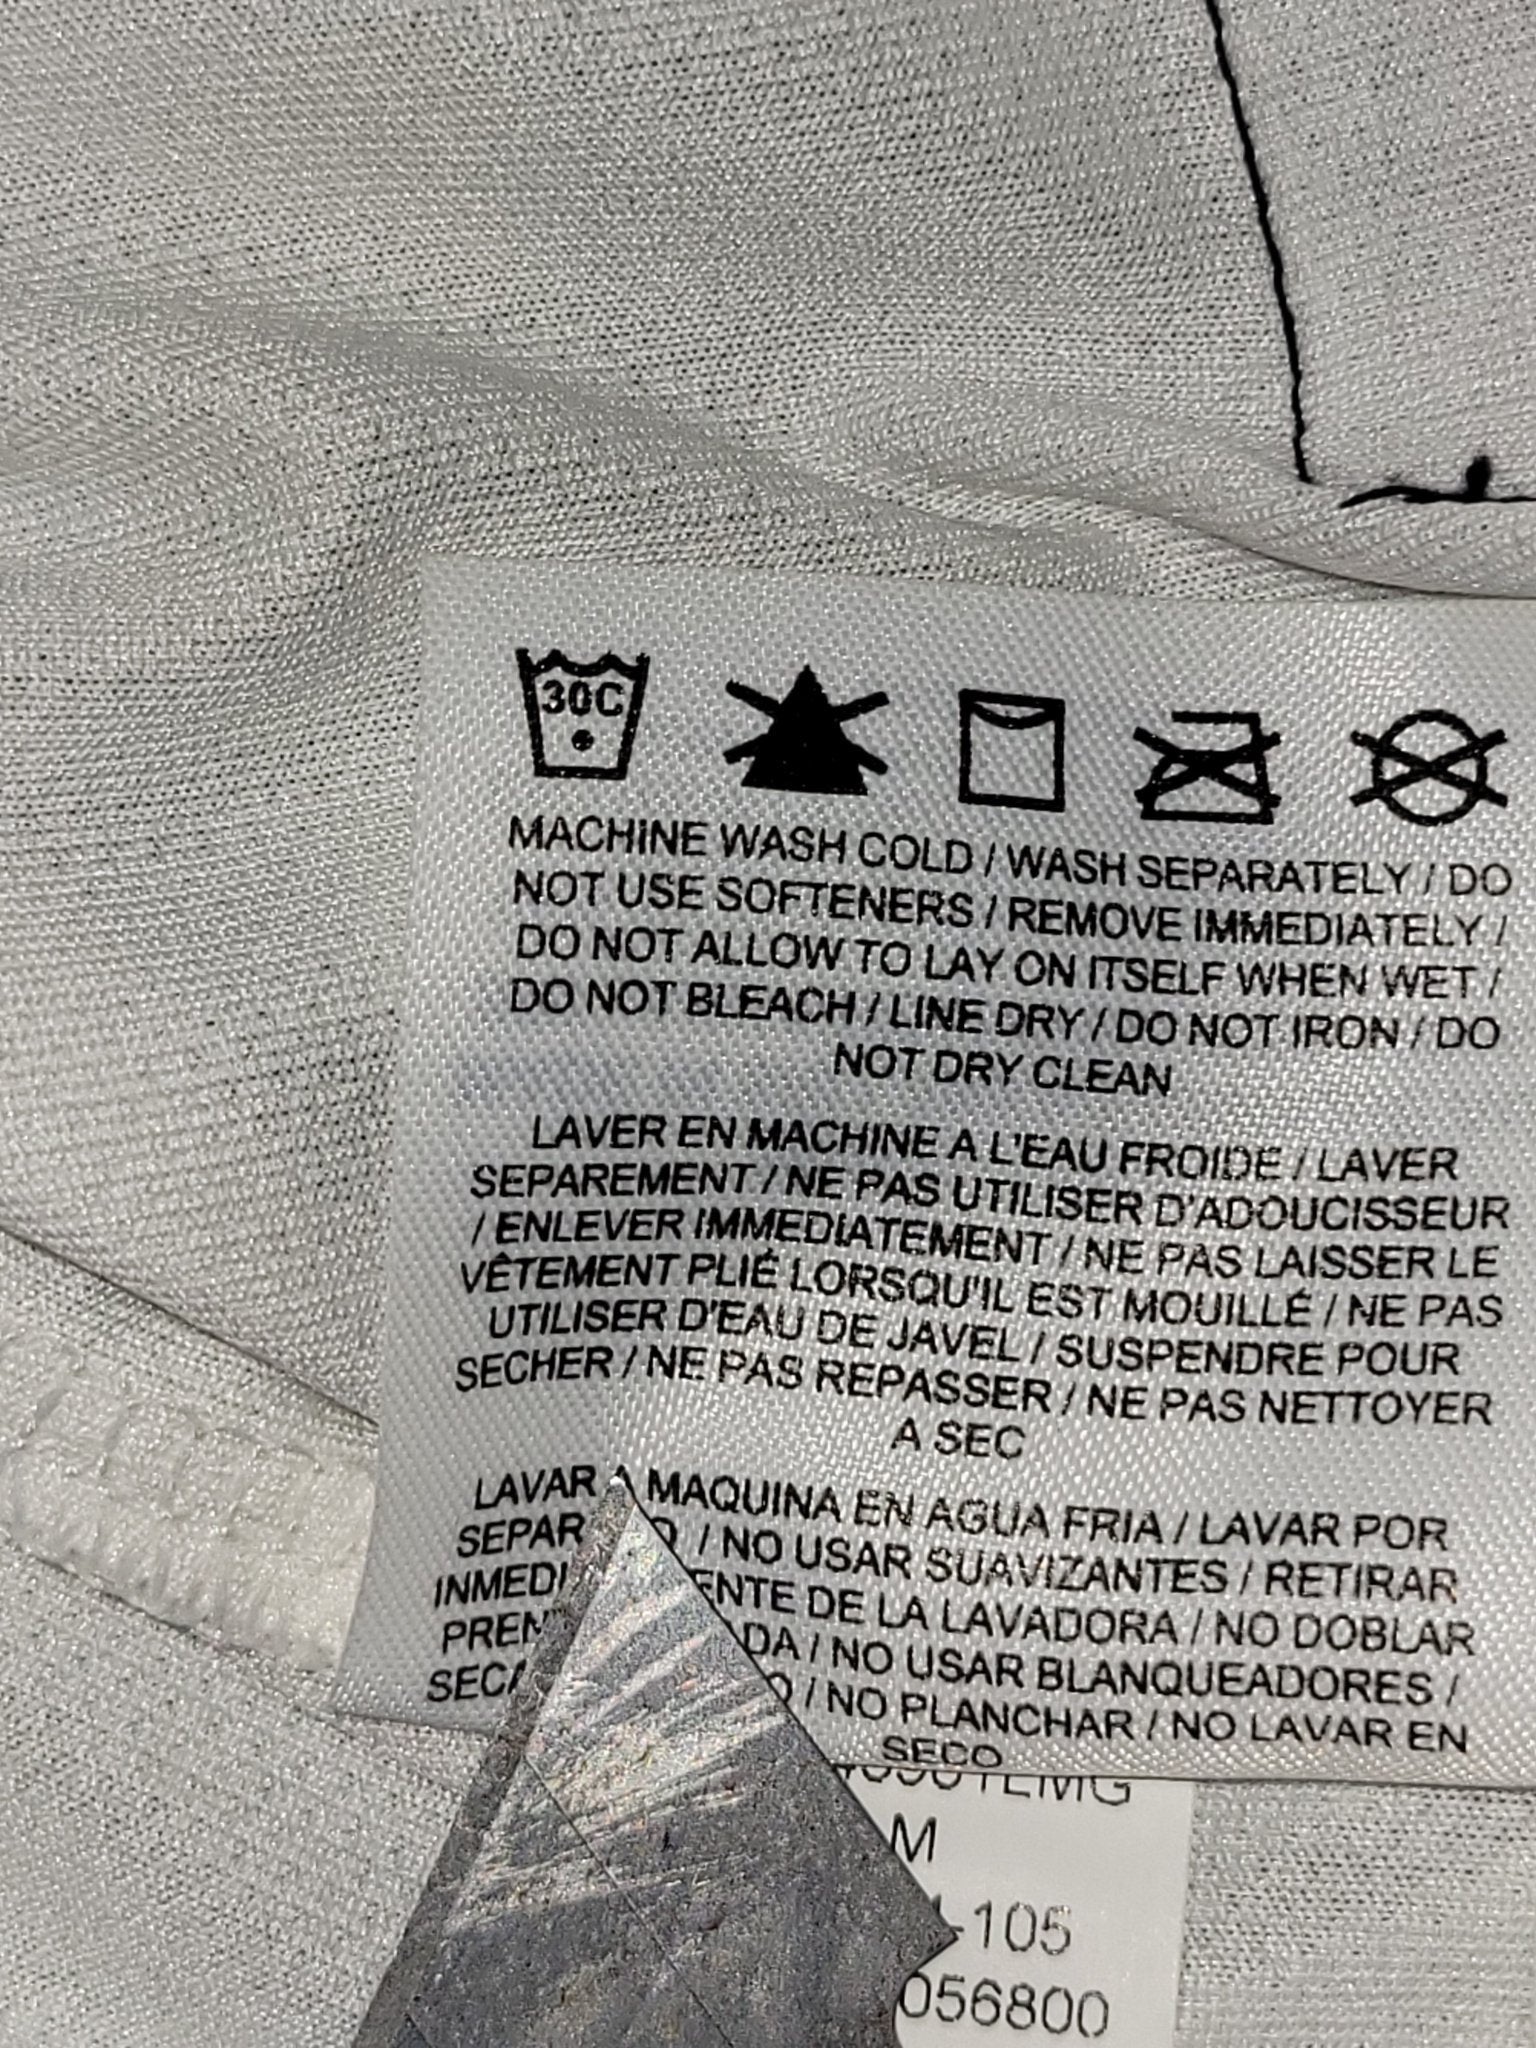 30C
MACHINE WASH COLD / WASH SEPARATELY / DO
NOT USE SOFTENERS / REMOVE IMMEDIATELY /
DO NOT ALLOW TO LAY ON ITSELF WHEN WET /
DO NOT BLEACH / LINE DRY / DO NOT IRON / DO
NOT DRY CLEAN
LAVER EN MACHINE A L'EAU FROIDE / LAVER
SEPAREMENT / NE PAS UTILISER D'ADOUCISSEUR
/ ENLEVER IMMEDIATEMENT / NE PAS LAISSER LE
VÊTEMENT PLIÉ LORSQU'IL EST MOUILLÉ / NE PAS
UTILISER D'EAU DE JAVEL / SUSPENDRE POUR
SECHER / NE PAS REPASSER / NE PAS NETTOYER
A SEC
LAVAR A MAQUINA EN AGUA FRIA / LAVAR POR
/ NO USAR SUAVIZANTES / RETIRAR
DE LA LAVADORA / NO DOBLAR
/ NO USAR BLANQUEADORES /
/ NO PLANCHAR / NO LAVAR EN
SECO
M
-105
056800